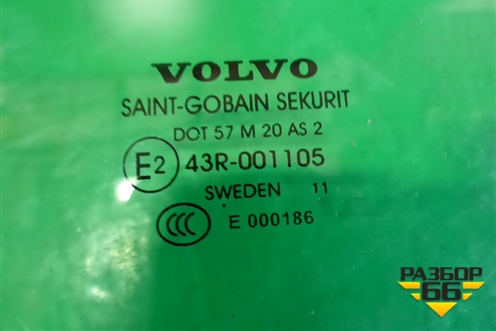 VOLVO
SAINT-GOBAIN SEKURIT
DOT 57 M 20 AS 2
E2 43R-001105
SWEDEN 11
CCC E 000186
РАЗБОР
66